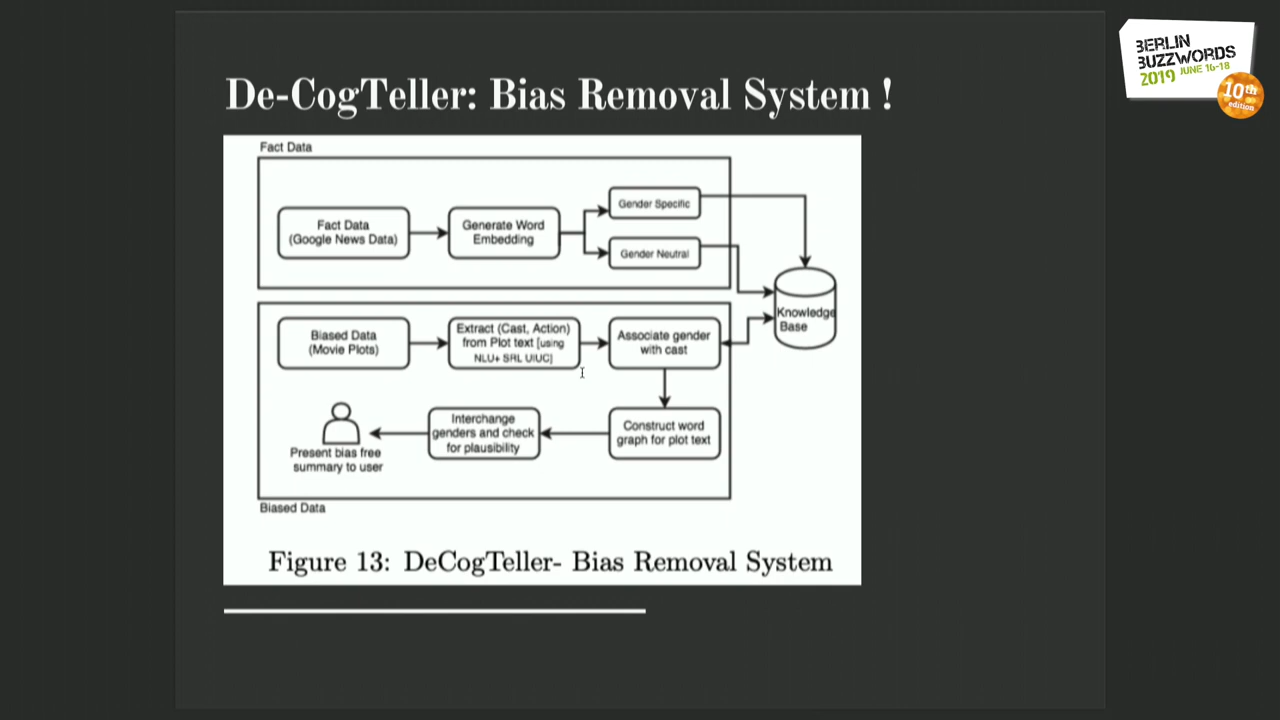 De-CogTeller: Bias Removal System !
BERLIN
BUZZWORDS
2019 JUNE 16-18
10th
edition
Fact Data
Fact Data
(Google News Data)
Generate Word
Embedding
Gender Specific
Gender Neutral
Knowledge
Base
Biased Data
(Movie Plots)
Extract (Cast, Action)
from Plot text [using
NLU+ SRL UIUC]
Associate gender
with cast
Construct word
graph for plot text
Interchange
genders and check
for plausibility
Present bias free
summary to user
Biased Data
Figure 13: DeCogTeller- Bias Removal System